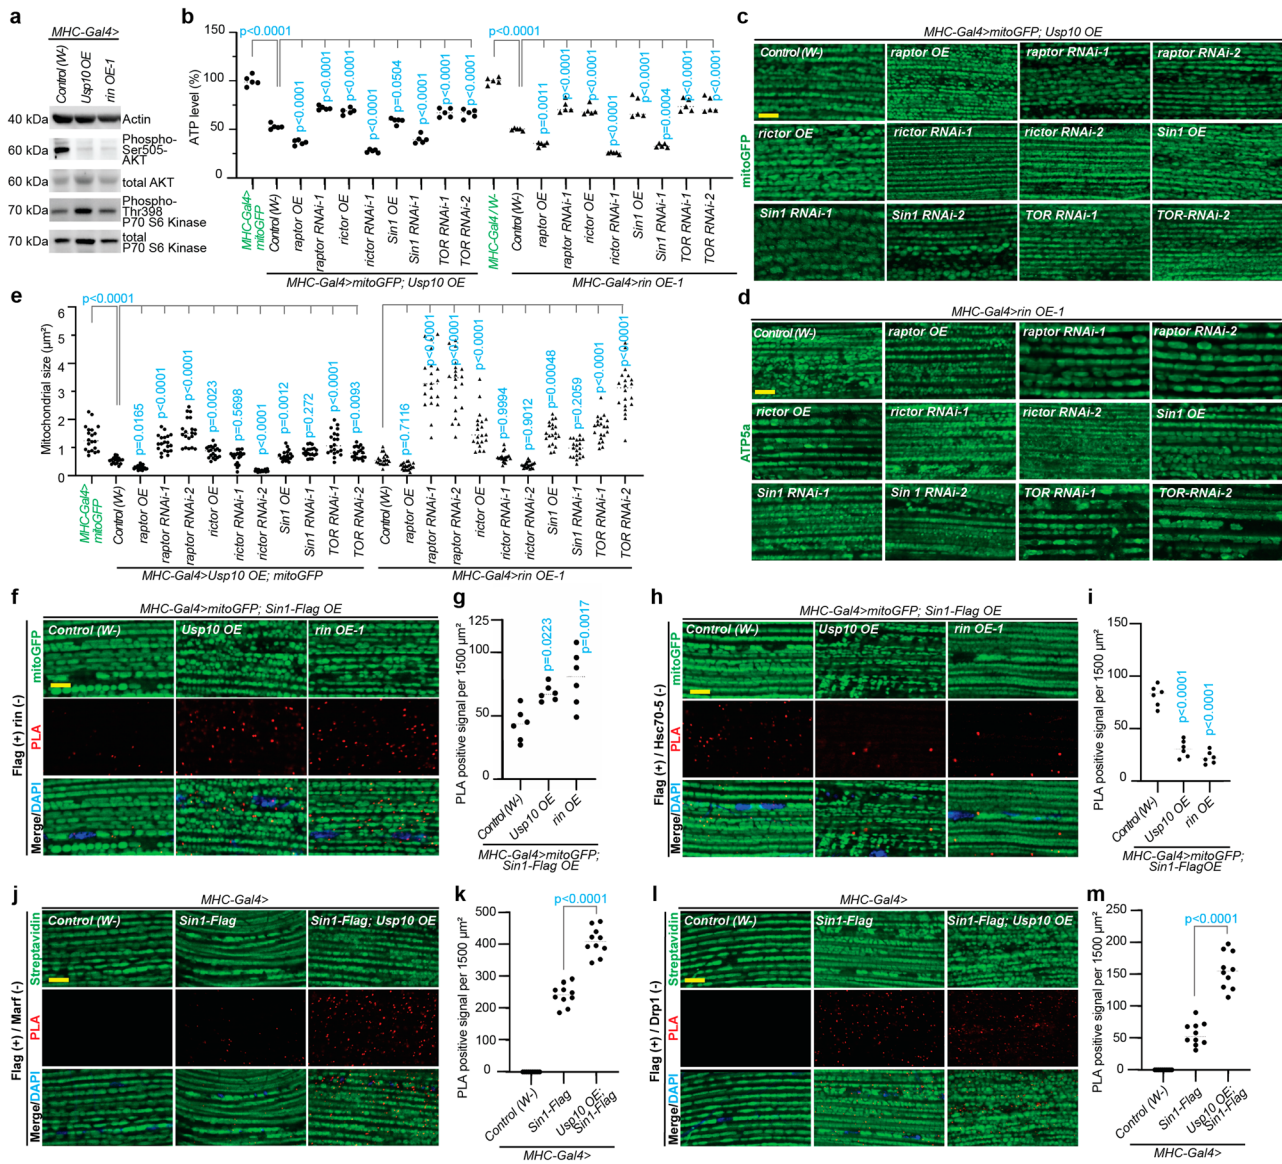 a
MHC-Gal4>
Control (W-)
Usp10 OE
rin OE-1
40 kDa
Actin
60 kDa
Phospho-
Ser505-
AKT
60 kDa
total AKT
70 kDa
Phospho-
Thr398
P70 S6 Kinase
70 kDa
total
P70 S6 Kinase
b
p<0.0001
p<0.0001
ATP level (%)
150
100
50
0
p<0.0001
p<0.0001
p<0.0001
p<0.0001
p=0.0504
p<0.0001
p<0.0001
p<0.0001
p=0.0011
p<0.0001
p<0.0001
p<0.0001
p<0.0001
p=0.0004
p<0.0001
p<0.0001
MHC-Gal4>
mitoGFP
Control (W-)
raptor OE
raptor RNAi-1
rictor OE
rictor RNAi-1
Sin1 OE
Sin1 RNAi-1
TOR RNAi-1
TOR RNAi-2
MHC-Gal4>mitoGFP; Usp10 OE
MHC-Gal4/W-
Control (W-)
raptor OE
raptor RNAi-1
rictor OE
rictor RNAi-1
Sin1 OE
Sin1 RNAi-1
TOR RNAi-1
TOR RNAi-2
MHC-Gal4>rin OE-1
c
MHC-Gal4>mitoGFP; Usp10 OE
mitoGFP
Control (W-)
raptor OE
raptor RNAi-1
raptor RNAi-2
rictor OE
rictor RNAi-1
rictor RNAi-2
Sin1 OE
Sin1 RNAi-1
Sin1 RNAi-2
TOR RNAi-1
TOR-RNAi-2
d
MHC-Gal4>rin OE-1
ATP5a
Control (W-)
raptor OE
raptor RNAi-1
raptor RNAi-2
rictor OE
rictor RNAi-1
rictor RNAi-2
Sin1 OE
Sin1 RNAi-1
Sin 1 RNAi-2
TOR RNAi-1
TOR-RNAi-2
e
p<0.0001
Mitochondrial size (µm²)
6
5
4
3
2
1
0
p=0.0165
p<0.0001
p<0.0001
p=0.0023
p=0.5698
p<0.0001
p=0.0012
p=0.272
p<0.0001
p=0.0093
p=0.7116
p<0.0001
p<0.0001
p<0.0001
p=0.9994
p=0.9012
p=0.00048
p=0.2059
p<0.0001
p<0.0001
MHC-Gal4>
mitoGFP
Control (W-)
raptor OE
raptor RNAi-1
raptor RNAi-2
rictor OE
rictor RNAi-1
rictor RNAi-2
Sin1 OE
Sin1 RNAi-1
TOR RNAi-1
TOR RNAi-2
MHC-Gal4>Usp10 OE; mitoGFP
Control (W-)
raptor OE
raptor RNAi-1
raptor RNAi-2
rictor OE
rictor RNAi-1
rictor RNAi-2
Sin1 OE
Sin1 RNAi-1
TOR RNAi-1
TOR RNAi-2
MHC-Gal4>rin OE-1
f
MHC-Gal4>mitoGFP; Sin1-Flag OE
Control (W-)
Usp10 OE
rin OE-1
Flag (+) rin (-)
mitoGFP
PLA
Merge/DAPI
g
PLA positive signal per 1500 µm²
125
100
50
0
p=0.0223
p=0.0017
Control (W-)
Usp10 OE
rin OE
MHC-Gal4>mitoGFP;
Sin1-Flag OE
h
MHC-Gal4>mitoGFP; Sin1-Flag OE
Control (W-)
Usp10 OE
rin OE-1
Flag (+) / Hsc70-5 (-)
mitoGFP
PLA
Merge/DAPI
i
PLA positive signal per 1500 µm²
150
100
50
0
p<0.0001
p<0.0001
Control (W-)
Usp10 OE
rin OE
MHC-Gal4>mitoGFP;
Sin1-FlagOE
j
MHC-Gal4>
Control (W-)
Sin1-Flag
Sin1-Flag; Usp10 OE
Flag (+) / Marf (-)
Streptavidin
PLA
Merge/DAPI
k
p<0.0001
PLA positive signal per 1500 µm²
500
400
300
200
100
0
Control (W-)
Sin1-Flag
Usp10 OE;
Sin1-Flag
MHC-Gal4>
l
MHC-Gal4>
Control (W-)
Sin1-Flag
Sin1-Flag; Usp10 OE
Flag (+) / Drp1 (-)
Streptavidin
PLA
Merge/DAPI
m
p<0.0001
PLA positive signal per 1500 µm²
250
200
150
100
50
0
Control (W-)
Sin1-Flag
Usp10 OE;
Sin1-Flag
MHC-Gal4>